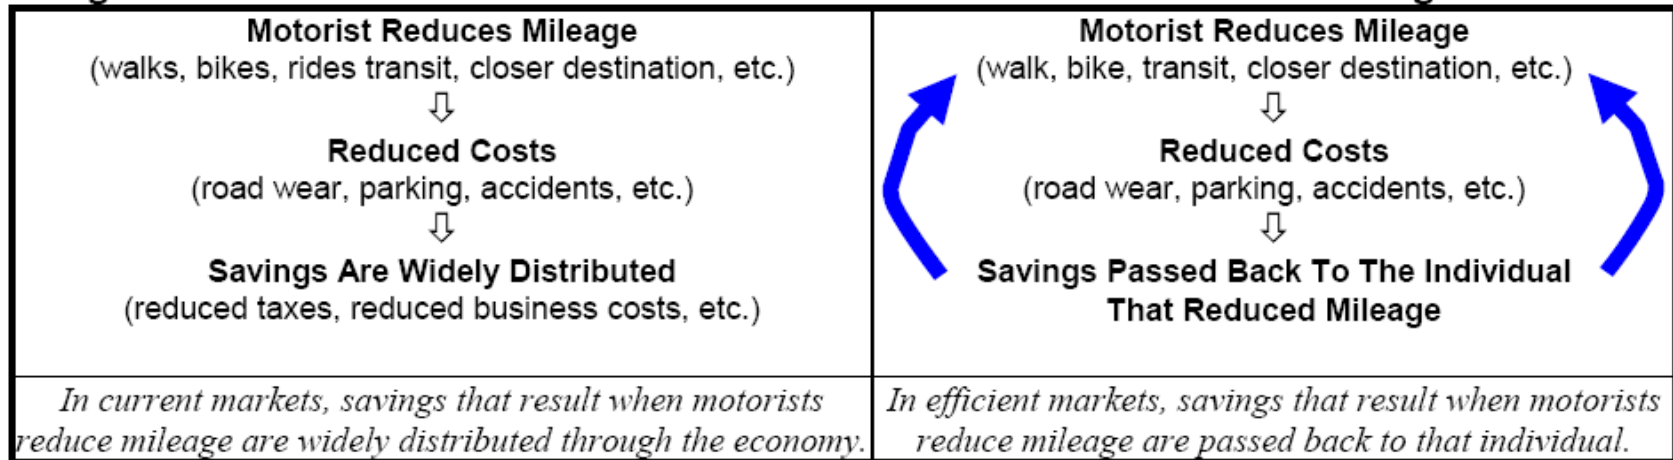 Motorist Reduces Mileage
(walks, bikes, rides transit, closer destination, etc.)
Reduced Costs
(road wear, parking, accidents, etc.)
Savings Are Widely Distributed
(reduced taxes, reduced business costs, etc.)
In current markets, savings that result when motorists
reduce mileage are widely distributed through the economy.
Motorist Reduces Mileage
(walk, bike, transit, closer destination, etc.)
Reduced Costs
(road wear, parking, accidents, etc.)
Savings Passed Back To The Individual
That Reduced Mileage
In efficient markets, savings that result when motorists
reduce mileage are passed back to that individual.